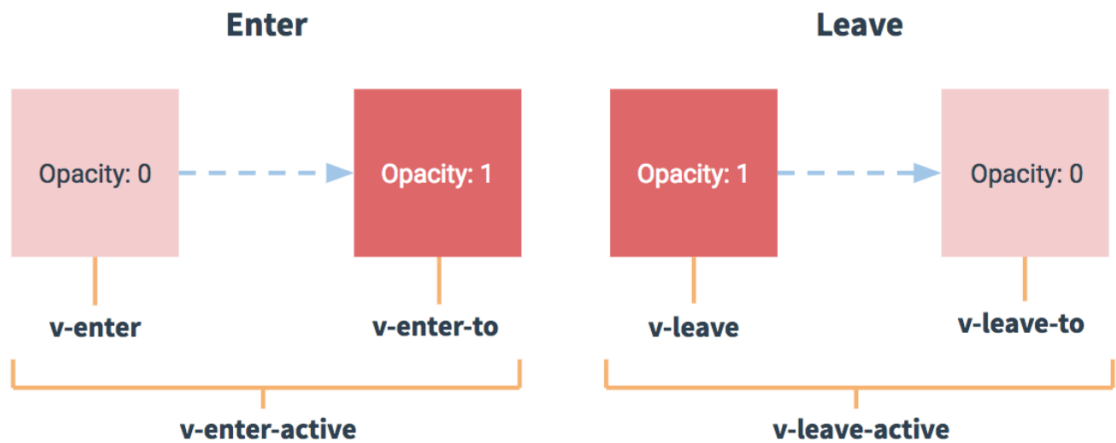 Enter
Opacity: 0
Opacity: 1
v-enter
v-enter-to
v-enter-active
Leave
Opacity: 1
Opacity: 0
v-leave
v-leave-to
v-leave-active